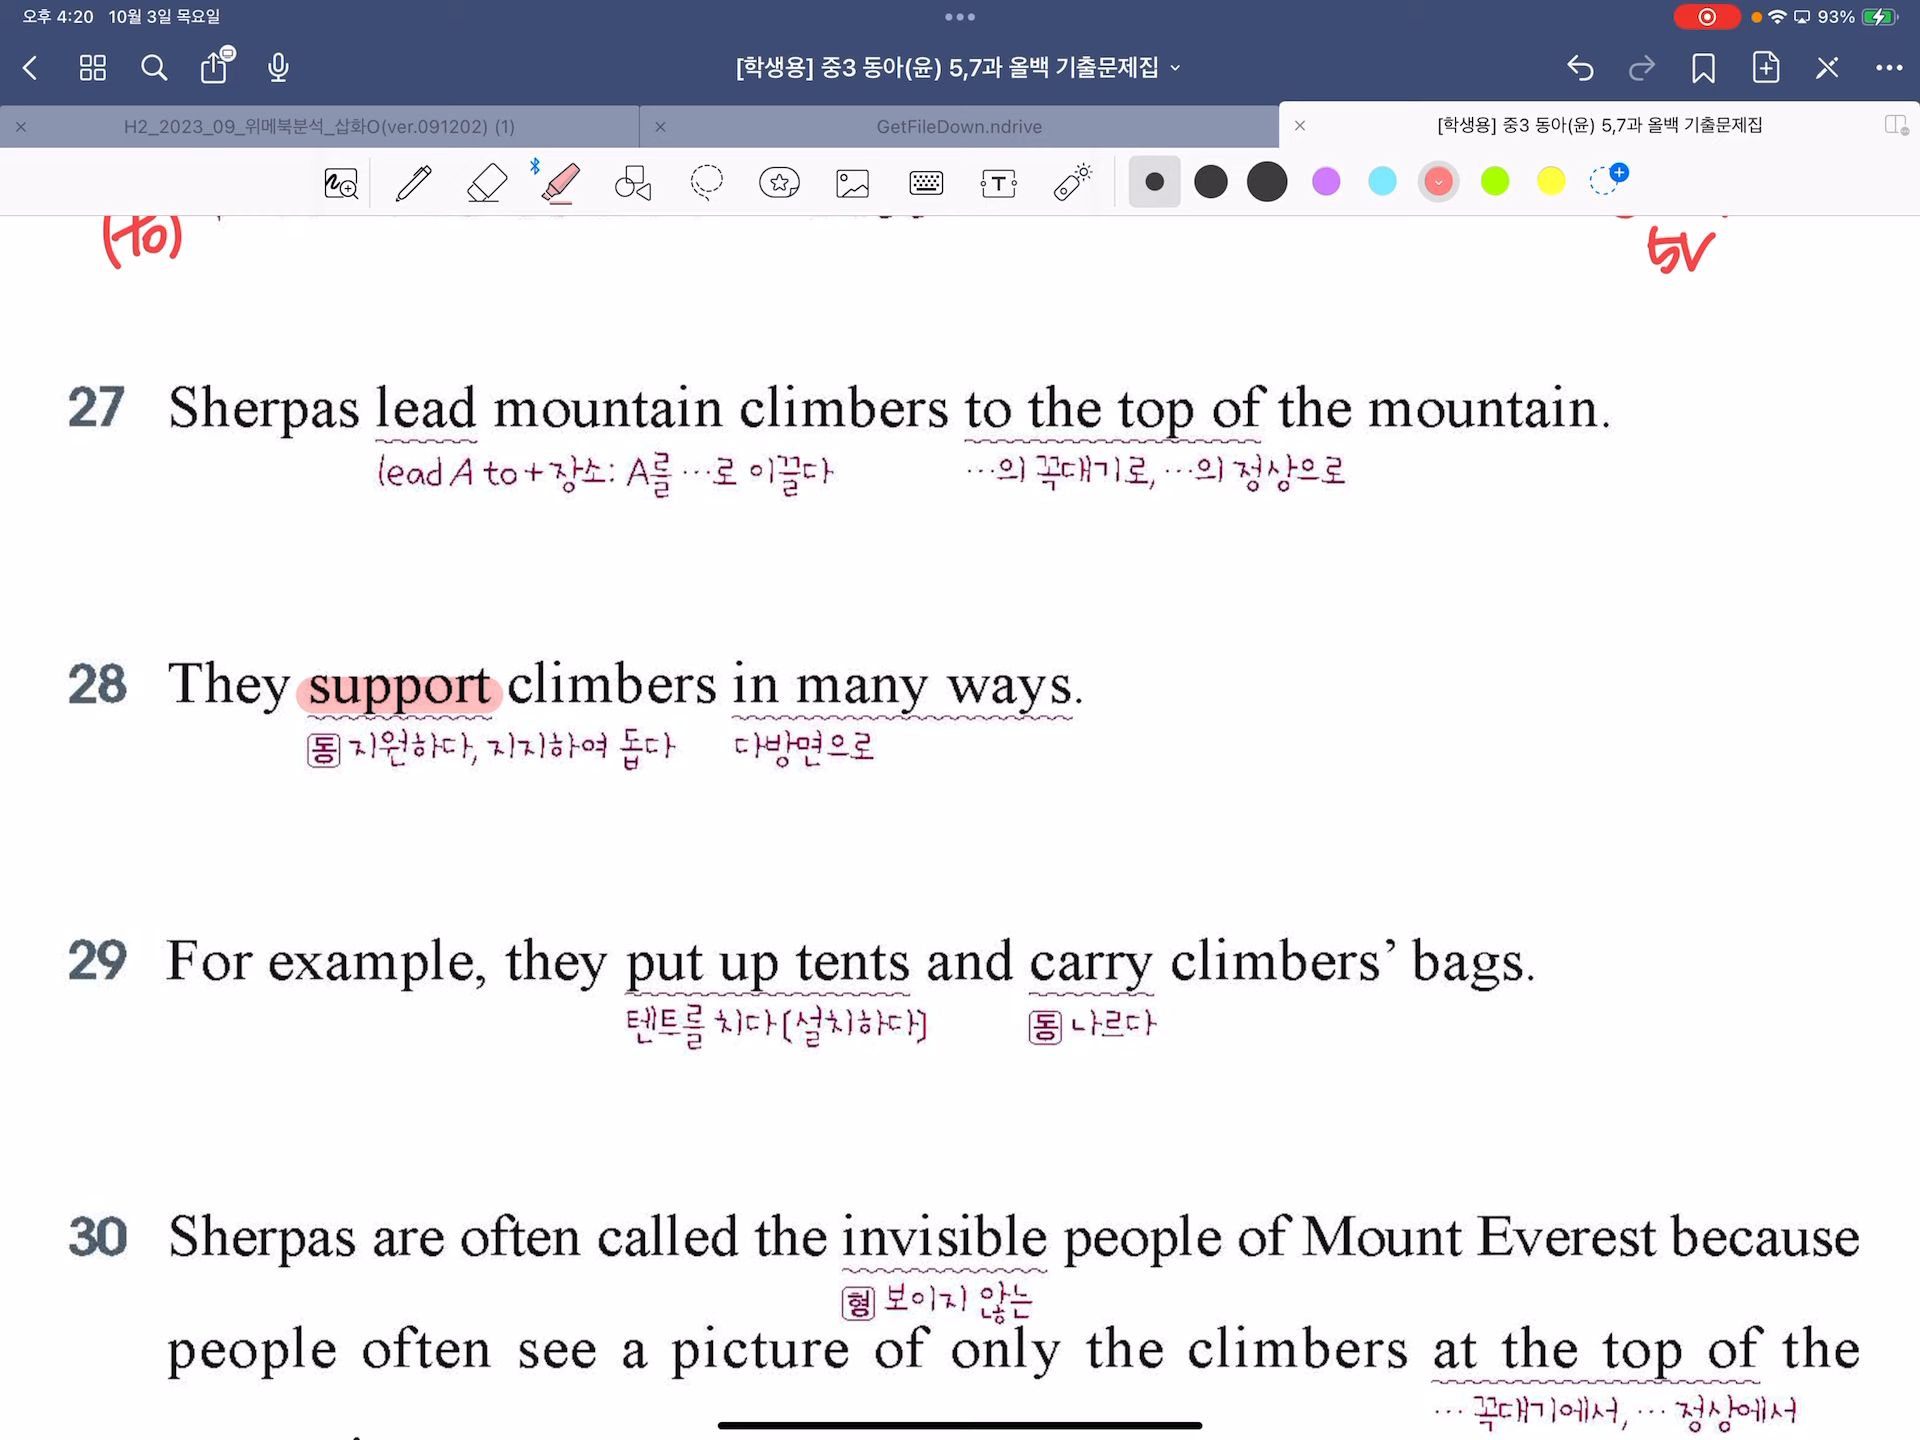 오후 4:20 10월 3일 목요일
93%
[학생용] 중3 동아(윤) 5,7과 올백 기출문제집
H2_2023_09_위메북분석_삽화O(ver.091202) (1)
GetFileDown.ndrive
[학생용] 중3 동아(윤) 5,7과 올백 기출문제집
(to)
5V
27 Sherpas lead mountain climbers to the top of the mountain.
lead A to + 장소: A를 …로 이끌다 …의 꼭대기로, …의 정상으로
28 They support climbers in many ways.
동 지원하다, 지지하여 돕다 다방면으로
29 For example, they put up tents and carry climbers’ bags.
텐트를 치다[설치하다] 동 나르다
30 Sherpas are often called the invisible people of Mount Everest because
형 보이지 않는
people often see a picture of only the climbers at the top of the
… 꼭대기에서, … 정상에서